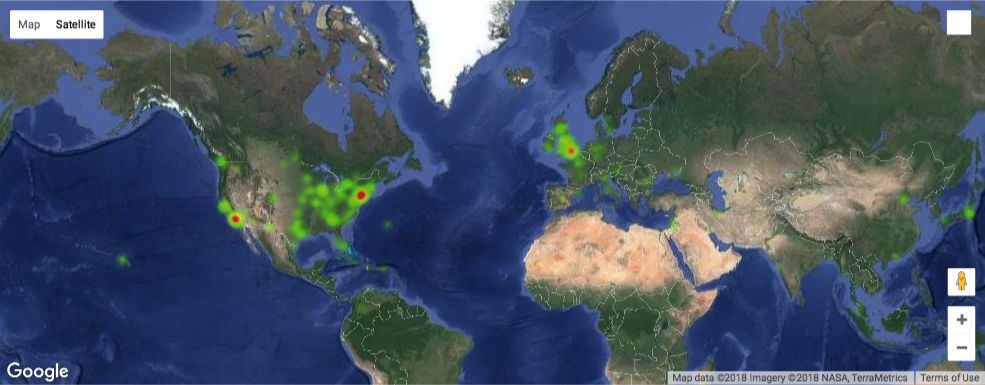 Map Satellite
+
−
Google
Map data ©2018 Imagery ©2018 NASA, TerraMetrics Terms of Use